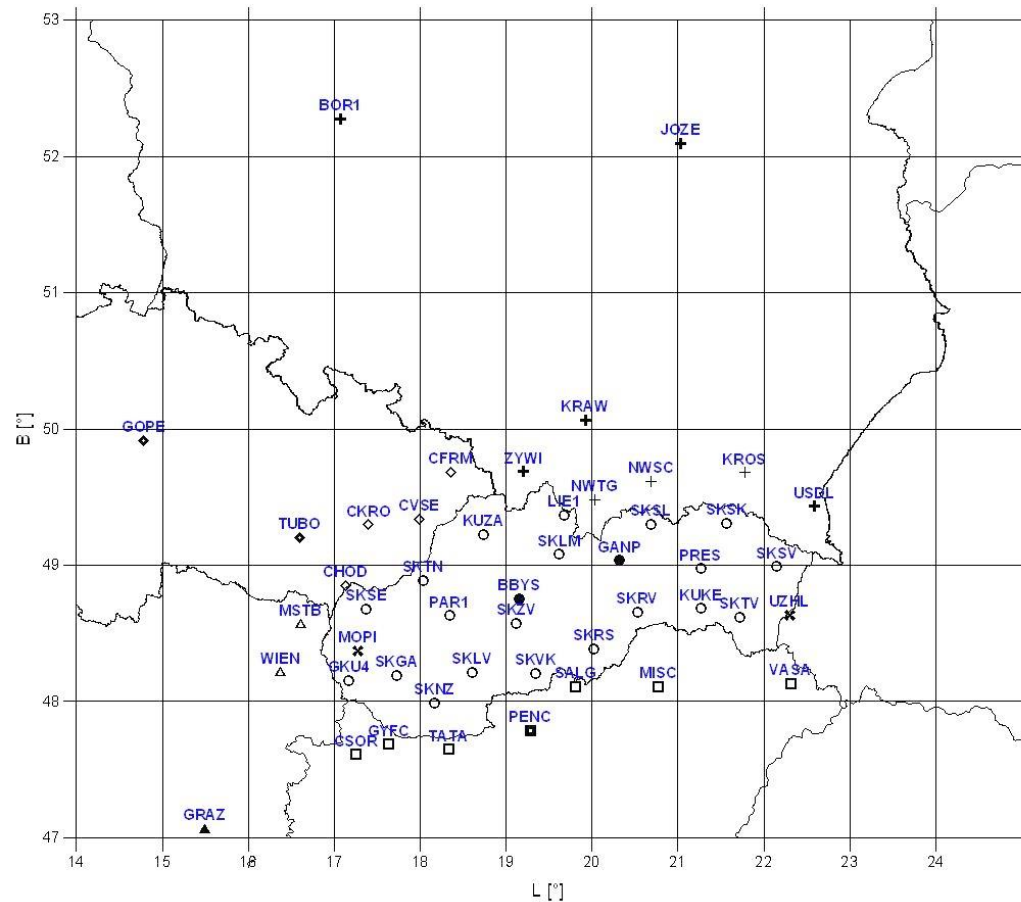 53
BOR1
JOZE
52
51
KRAW
50
GOPE
CFRM
ZYWI
NWSC
KROS
NWTG
USDL
CVSE
LIE1
CKRO
SKSL
SKSK
TUBO
KUZA
SKLM
GANP
PRES
SKSV
49
SKTN
CHOD
BBYS
SKSE
PAR1
SKRV
KUKE
UZHL
MSTB
SKZV
SKTV
MOPI
SKRS
WIEN
SKGA
SKLV
SKVK
GKU4
SALG
MISC
VASA
48
SKNZ
PENC
GYFC
TATA
CSOR
GRAZ
47
14 15 16 17 18 19 20 21 22 23 24
B [°]
L [°]